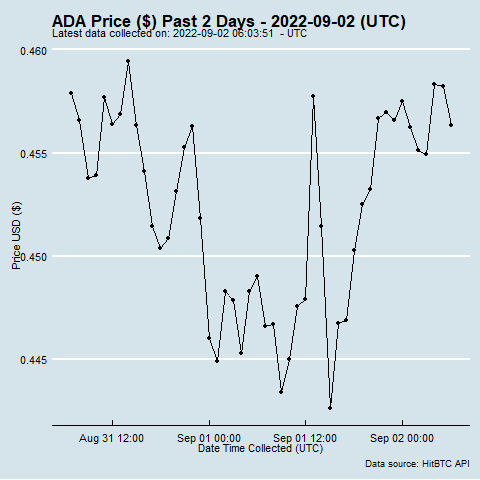 ADA Price ($) Past 2 Days - 2022-09-02 (UTC)
Latest data collected on: 2022-09-02 06:03:51 - UTC
0.460
0.455
0.450
0.445
Price USD ($)
Aug 31 12:00 Sep 01 00:00 Sep 01 12:00 Sep 02 00:00
Date Time Collected (UTC)
Data source: HitBTC API